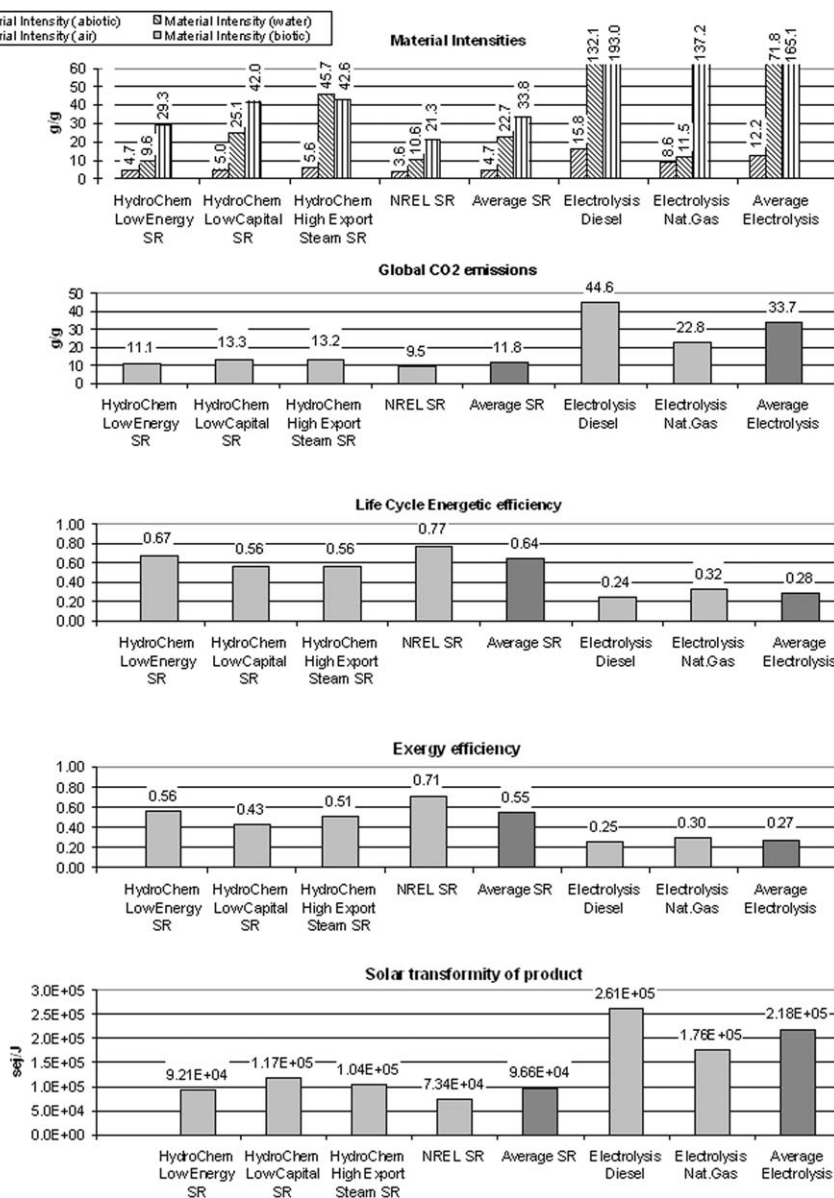 rial Intensity (abiotic) Material Intensity (water)
rial Intensity (air) Material Intensity (biotic)
Material Intensities
g/g
60
50
40
30
20
10
0
4.7 9.6 29.3 5.0 25.1 42.0 5.6 45.7 42.6 3.6 10.6 21.3 4.7 22.7 33.8 15.8 132.1 193.0 8.6 11.5 137.2 12.2 71.8 165.1
HydroChem HydroChem HydroChem NREL SR Average SR Electrolysis Electrolysis Average
LowEnergy LowCapital High Export Diesel Nat.Gas Electrolysis
SR SR Steam SR
Global CO2 emissions
g/g
50
40
30
20
10
0
11.1 13.3 13.2 9.5 11.8 44.6 22.8 33.7
HydroChem HydroChem HydroChem NREL SR Average SR Electrolysis Electrolysis Average
LowEnergy LowCapital High Export Diesel Nat.Gas Electrolysis
SR SR Steam SR
Life Cycle Energetic efficiency
1.00
0.80
0.60
0.40
0.20
0.00
0.67 0.56 0.56 0.77 0.64 0.24 0.32 0.28
HydroChem HydroChem HydroChem NREL SR Average SR Electrolysis Electrolysis Average
LowEnergy LowCapital High Export Diesel Nat.Gas Electrolysis
SR SR Steam SR
Exergy efficiency
1.00
0.80
0.60
0.40
0.20
0.00
0.56 0.43 0.51 0.71 0.55 0.25 0.30 0.27
HydroChem HydroChem HydroChem NREL SR Average SR Electrolysis Electrolysis Average
LowEnergy LowCapital High Export Diesel Nat.Gas Electrolysis
SR SR Steam SR
Solar transformity of product
sej/J
3.0E+05
2.5E+05
2.0E+05
1.5E+05
1.0E+05
5.0E+04
0.0E+00
9.21E+04 1.17E+05 1.04E+05 7.34E+04 9.66E+04 2.61E+05 1.76E+05 2.18E+05
HydroChem HydroChem HydroChem NREL SR Average SR Electrolysis Electrolysis Average
LowEnergy LowCapital High Export Diesel Nat.Gas Electrolysis
SR SR Steam SR